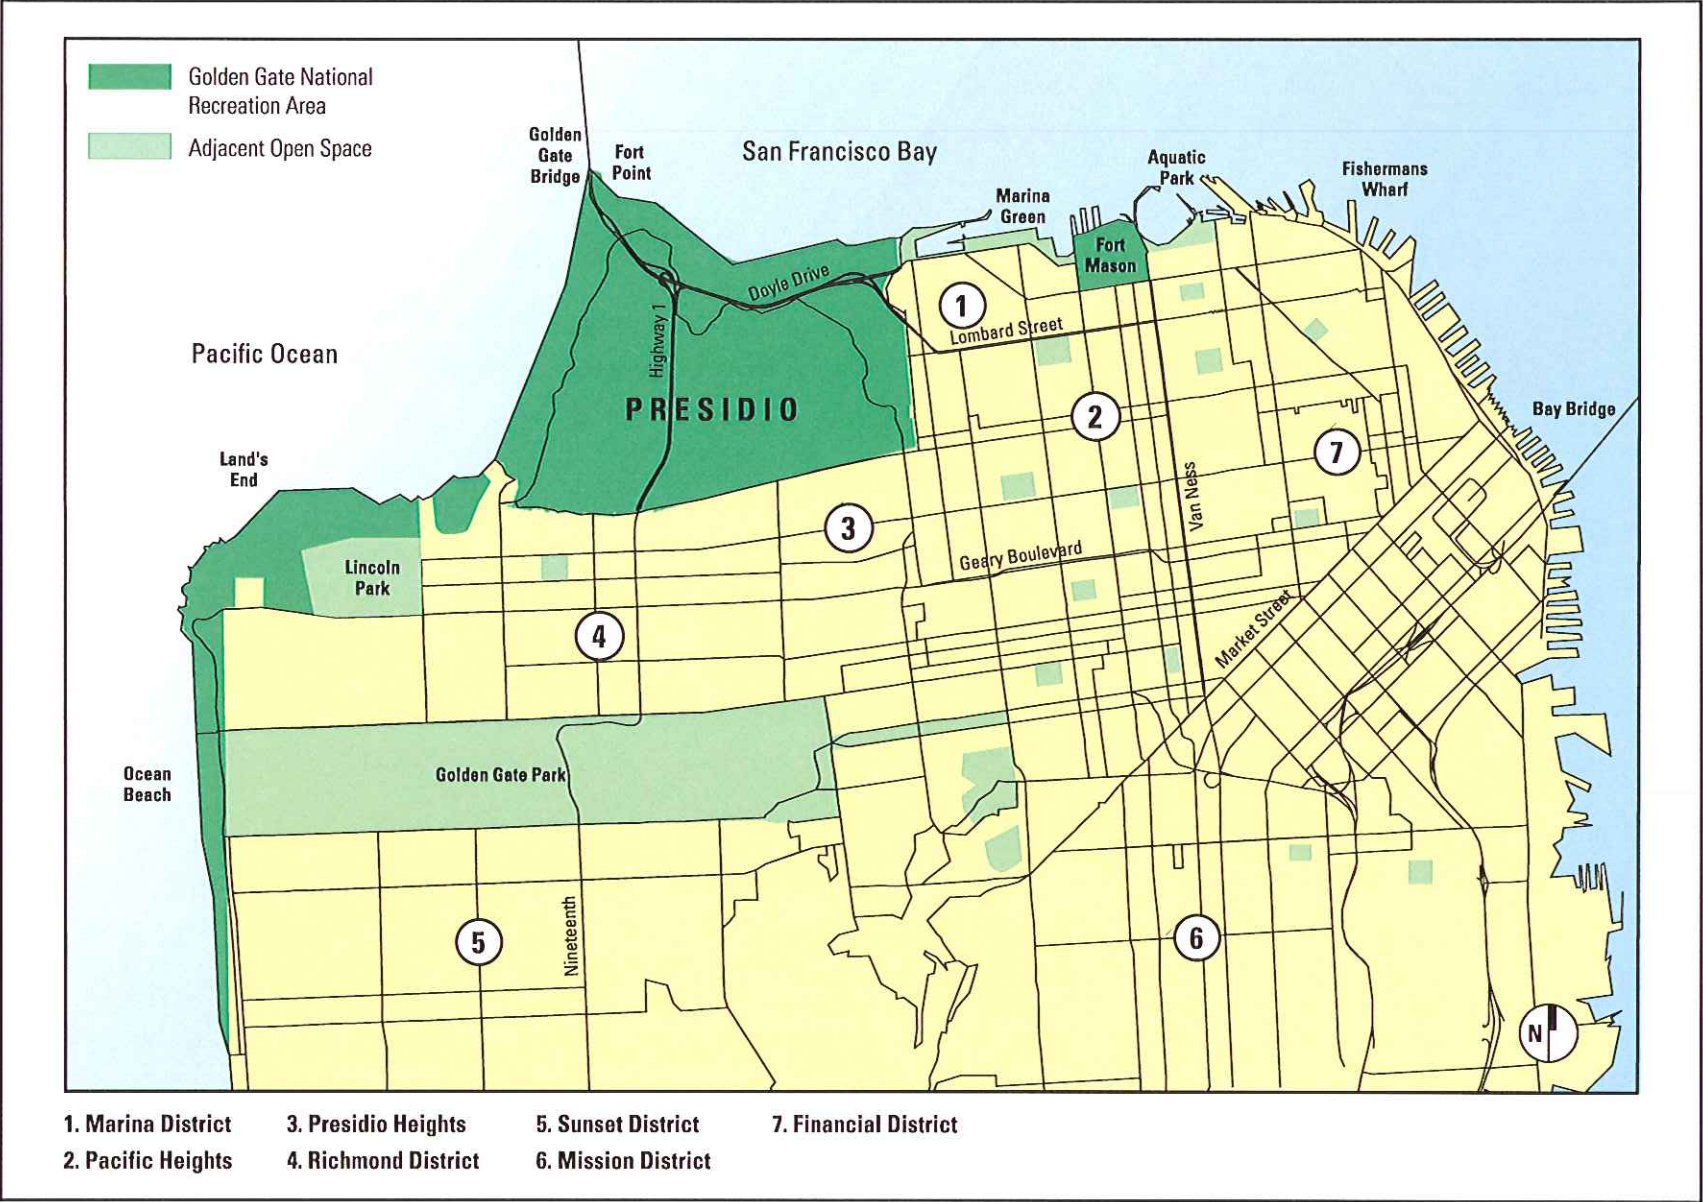 Golden Gate National
Recreation Area
Adjacent Open Space
Golden
Gate
Bridge
Fort
Point
San Francisco Bay
Aquatic
Park
Fishermans
Wharf
Marina
Green
Fort
Mason
Doyle Drive
1
Lombard Street
Highway 1
Pacific Ocean
PRESIDIO
2
Bay Bridge
7
Land's
End
Van Ness
3
Geary Boulevard
Lincoln
Park
4
Market Street
Ocean
Beach
Golden Gate Park
Nineteenth
5
6
N
1. Marina District
2. Pacific Heights
3. Presidio Heights
4. Richmond District
5. Sunset District
6. Mission District
7. Financial District